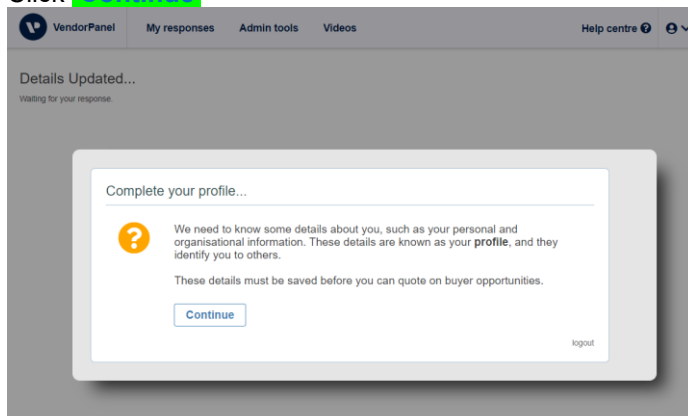 Click "Continue"
VendorPanel My responses Admin tools Videos Help centre
Details Updated...
Waiting for your response.
Complete your profile...
We need to know some details about you, such as your personal and
organisational information. These details are known as your profile, and they
identify you to others.
These details must be saved before you can quote on buyer opportunities.
Continue
logout